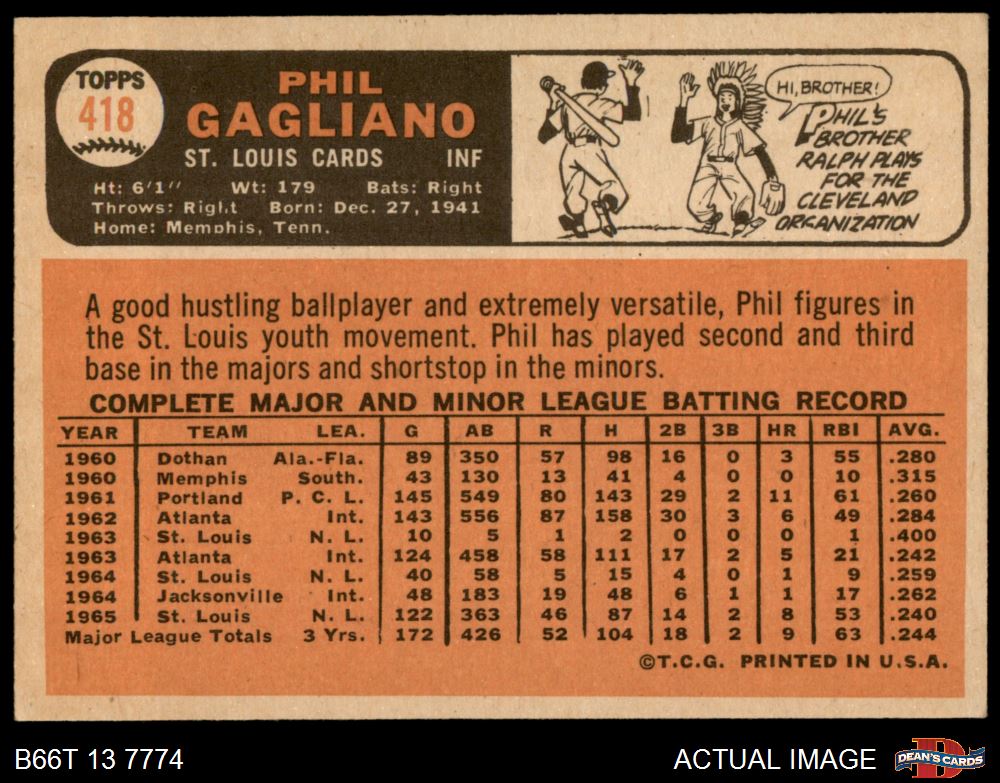 TOPPS
418
PHIL
GAGLIANO
ST. LOUIS CARDS INF
Ht: 6'1" Wt: 179 Bats: Right
Throws: Right Born: Dec. 27, 1941
Home: Memphis, Tenn.
HI, BROTHER!
PHIL'S
BROTHER
RALPH PLAYS
FOR THE
CLEVELAND
ORGANIZATION
A good hustling ballplayer and extremely versatile, Phil figures in
the St. Louis youth movement. Phil has played second and third
base in the majors and shortstop in the minors.
COMPLETE MAJOR AND MINOR LEAGUE BATTING RECORD
YEAR TEAM LEA. G AB R H 2B 3B HR RBI AVG.
1960 Dothan Ala.-Fla. 89 350 57 98 16 0 3 55 .280
1960 Memphis South. 43 130 13 41 4 0 0 10 .315
1961 Portland P. C. L. 145 549 80 143 29 2 11 61 .260
1962 Atlanta Int. 143 556 87 158 30 3 6 49 .284
1963 St. Louis N. L. 10 5 1 2 0 0 0 1 .400
1963 Atlanta Int. 124 458 58 111 17 2 5 21 .242
1964 St. Louis N. L. 40 58 5 15 4 0 1 9 .259
1964 Jacksonville Int. 48 183 19 48 6 1 1 17 .262
1965 St. Louis N. L. 122 363 46 87 14 2 8 53 .240
Major League Totals 3 Yrs. 172 426 52 104 18 2 9 63 .244
©T.C.G. PRINTED IN U.S.A.
B66T 13 7774 ACTUAL IMAGE
DEAN'S CARDS